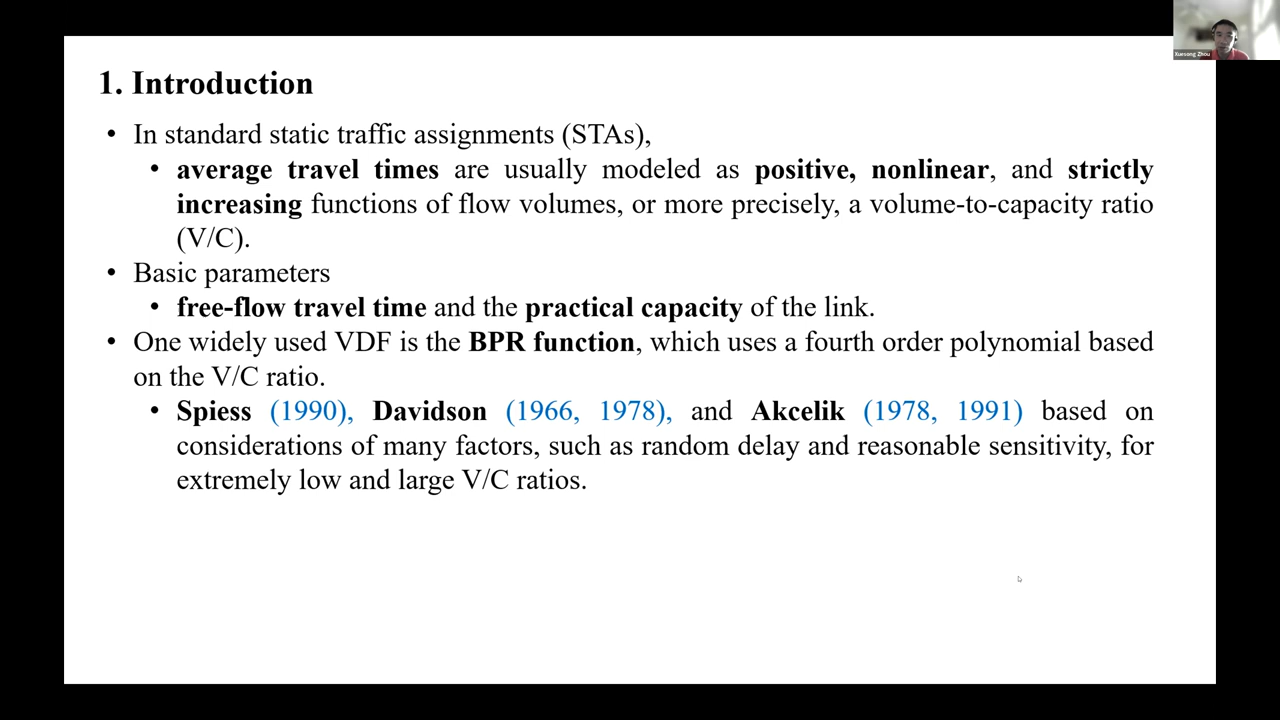 Xuesong Zhou
1. Introduction
• In standard static traffic assignments (STAs),
• average travel times are usually modeled as positive, nonlinear, and strictly
increasing functions of flow volumes, or more precisely, a volume-to-capacity ratio
(V/C).
• Basic parameters
• free-flow travel time and the practical capacity of the link.
• One widely used VDF is the BPR function, which uses a fourth order polynomial based
on the V/C ratio.
• Spiess (1990), Davidson (1966, 1978), and Akcelik (1978, 1991) based on
considerations of many factors, such as random delay and reasonable sensitivity, for
extremely low and large V/C ratios.